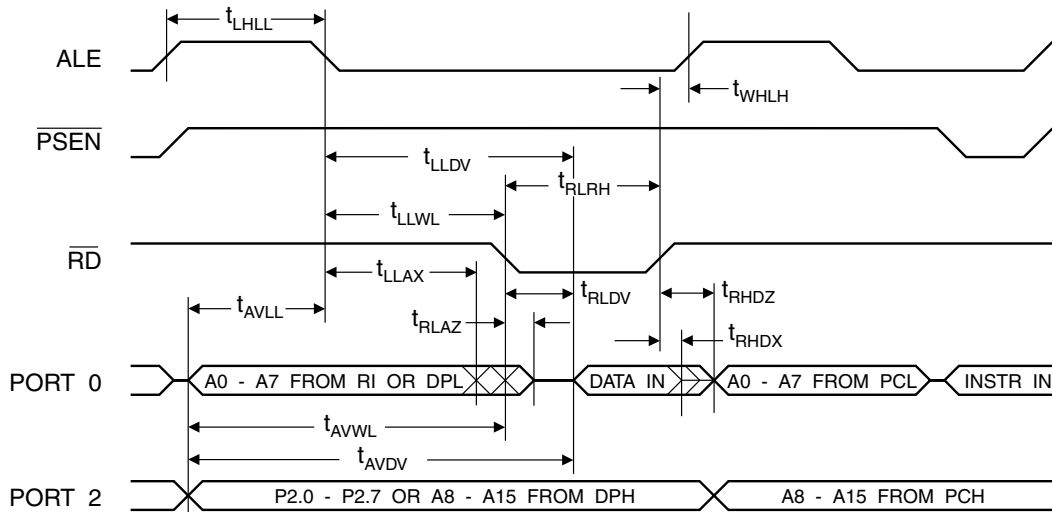 tLHLL
ALE
tWHLH
PSEN
tLLDV
tRLRH
tLLWL
RD
tLLAX
tRLDV
tRHDZ
tAVLL
tRLAZ
tRHDX
PORT 0
A0 - A7 FROM RI OR DPL
DATA IN
A0 - A7 FROM PCL
INSTR IN
tAVWL
tAVDV
PORT 2
P2.0 - P2.7 OR A8 - A15 FROM DPH
A8 - A15 FROM PCH